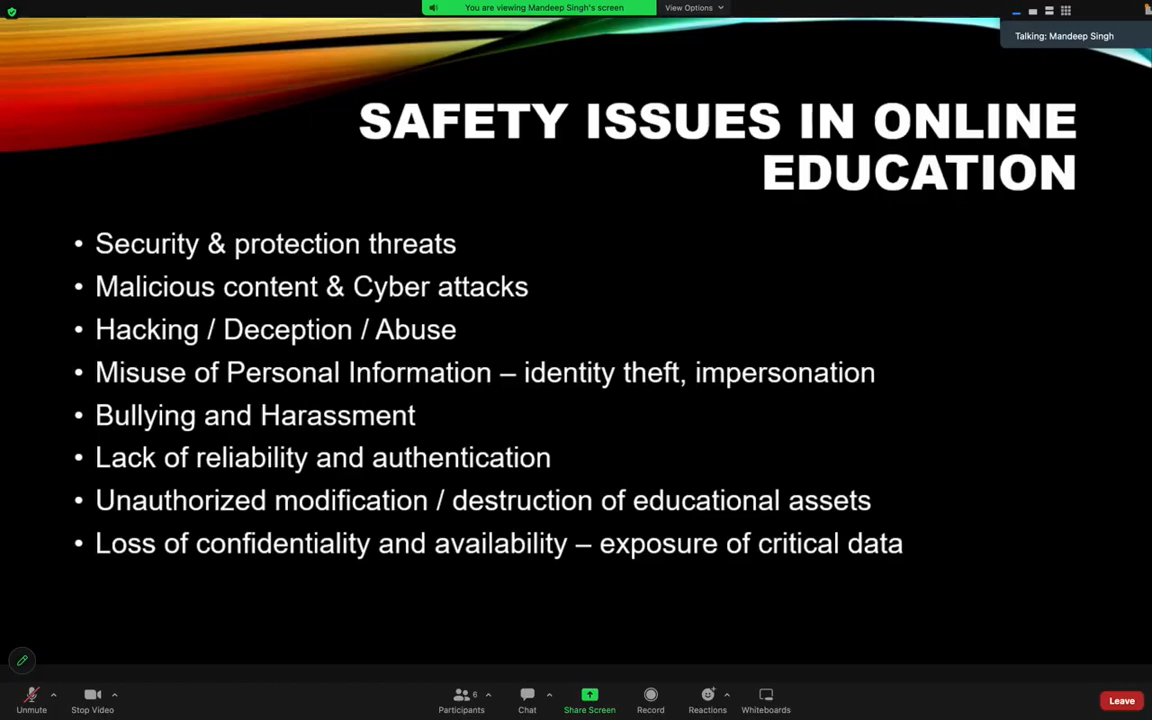 You are viewing Mandeep Singh's screen
View Options
Talking: Mandeep Singh
SAFETY ISSUES IN ONLINE
EDUCATION
• Security & protection threats
• Malicious content & Cyber attacks
• Hacking / Deception / Abuse
• Misuse of Personal Information – identity theft, impersonation
• Bullying and Harassment
• Lack of reliability and authentication
• Unauthorized modification / destruction of educational assets
• Loss of confidentiality and availability – exposure of critical data
6
Unmute
Stop Video
Participants
Chat
Share Screen
Record
Reactions
Whiteboards
Leave